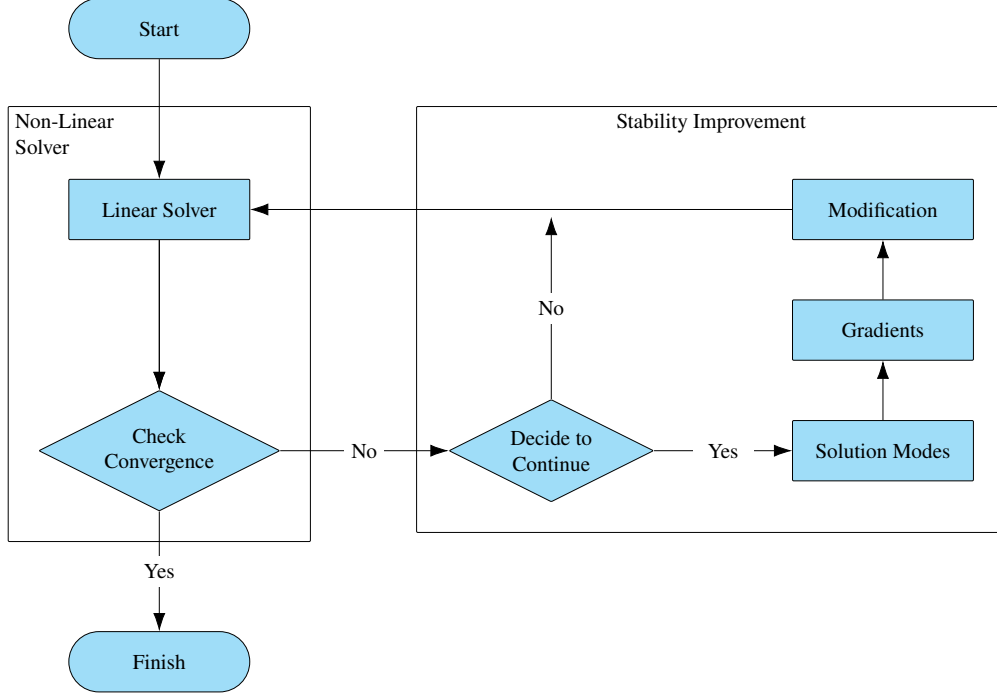 Start
Non-Linear
Solver
Stability Improvement
Linear Solver
Modification
No
Gradients
Check
Convergence
No
Decide to
Continue
Yes
Solution Modes
Yes
Finish